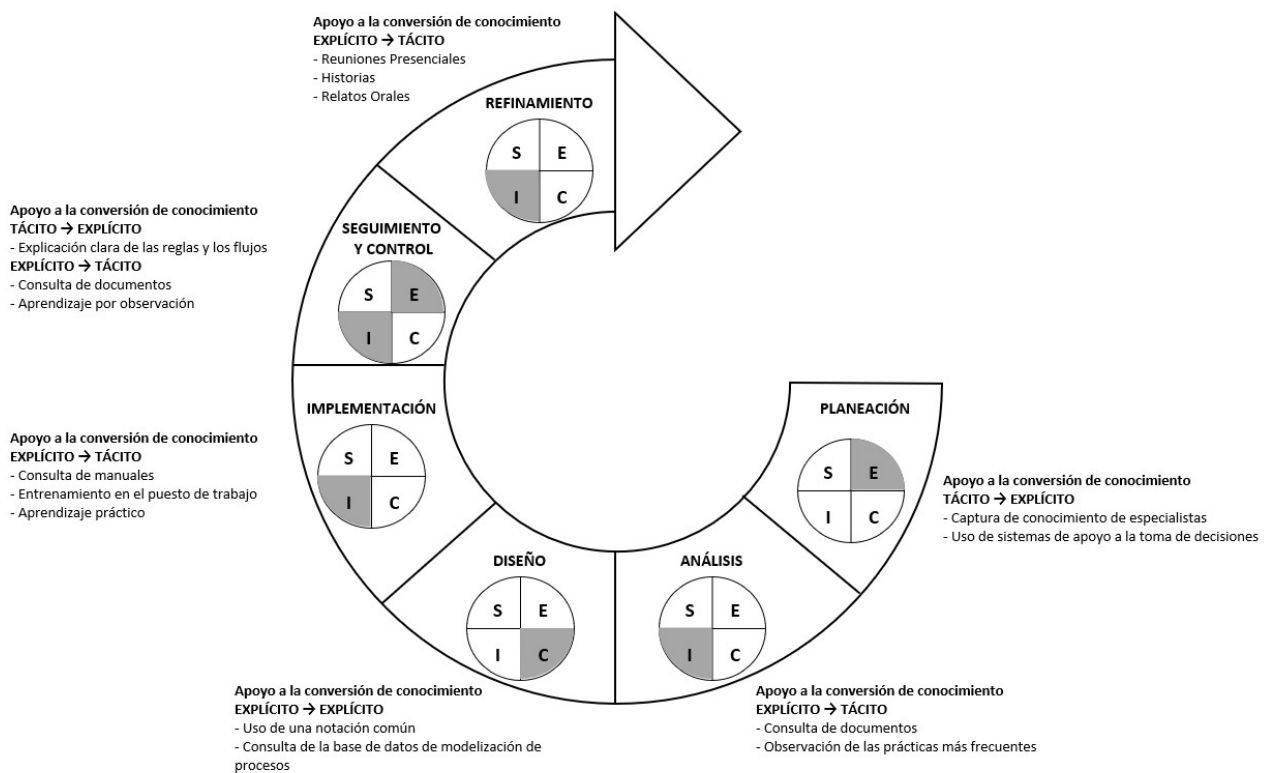 Apoyo a la conversión de conocimiento
EXPLÍCITO → TÁCITO
- Reuniones Presenciales
- Historias
- Relatos Orales
REFINAMIENTO
S E
I C
Apoyo a la conversión de conocimiento
TÁCITO → EXPLÍCITO
- Explicación clara de las reglas y los flujos
EXPLÍCITO → TÁCITO
- Consulta de documentos
- Aprendizaje por observación
SEGUIMIENTO
Y CONTROL
S E
I C
Apoyo a la conversión de conocimiento
EXPLÍCITO → TÁCITO
- Consulta de manuales
- Entrenamiento en el puesto de trabajo
- Aprendizaje práctico
IMPLEMENTACIÓN
S E
I C
DISEÑO
S E
I C
Apoyo a la conversión de conocimiento
EXPLÍCITO → EXPLÍCITO
- Uso de una notación común
- Consulta de la base de datos de modelización de
procesos
ANÁLISIS
S E
I C
Apoyo a la conversión de conocimiento
EXPLÍCITO → TÁCITO
- Consulta de documentos
- Observación de las prácticas más frecuentes
PLANEACIÓN
S E
I C
Apoyo a la conversión de conocimiento
TÁCITO → EXPLÍCITO
- Captura de conocimiento de especialistas
- Uso de sistemas de apoyo a la toma de decisiones